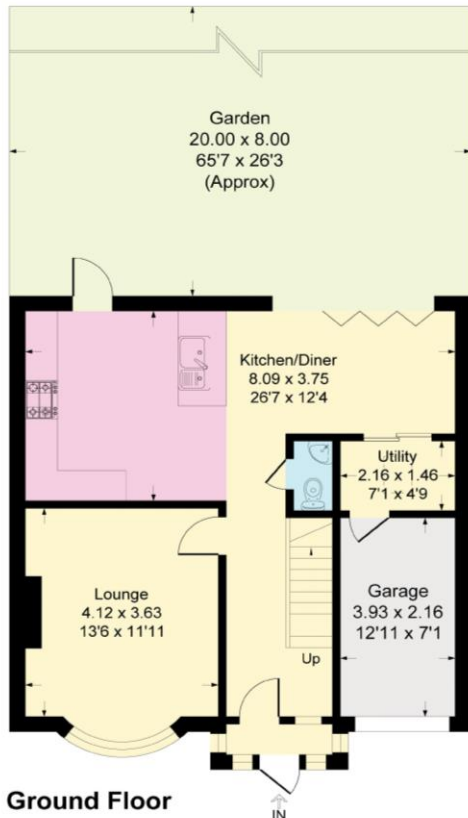 Garden
20.00 x 8.00
65'7 x 26'3
(Approx)
Kitchen/Diner
8.09 x 3.75
26'7 x 12'4
Utility
2.16 x 1.46
7'1 x 4'9
Lounge
4.12 x 3.63
13'6 x 11'11
Garage
3.93 x 2.16
12'11 x 7'1
Up
Ground Floor
IN